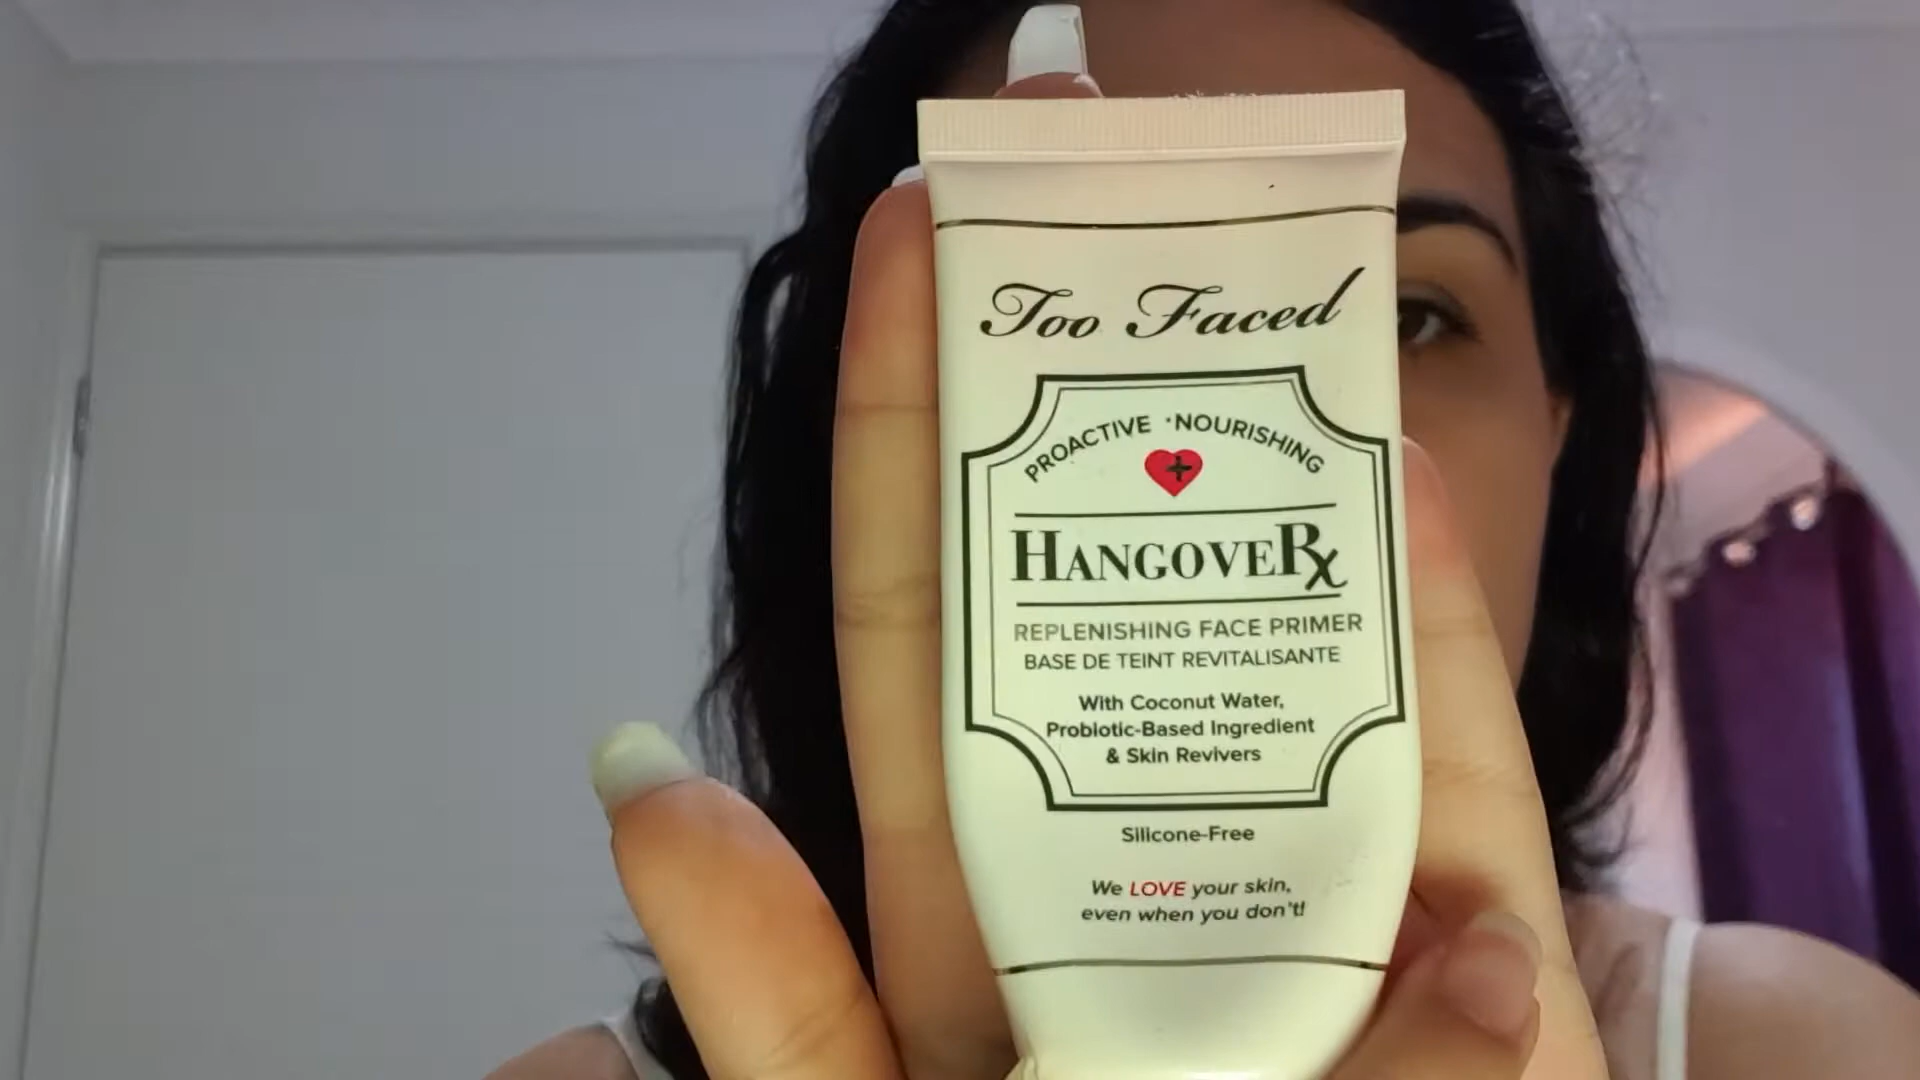 Too Faced
PROACTIVE · NOURISHING
HANGOVERx
REPLENISHING FACE PRIMER
BASE DE TEINT REVITALISANTE
With Coconut Water,
Probiotic-Based Ingredient
& Skin Revivers
Silicone-Free
We LOVE your skin,
even when you don't!